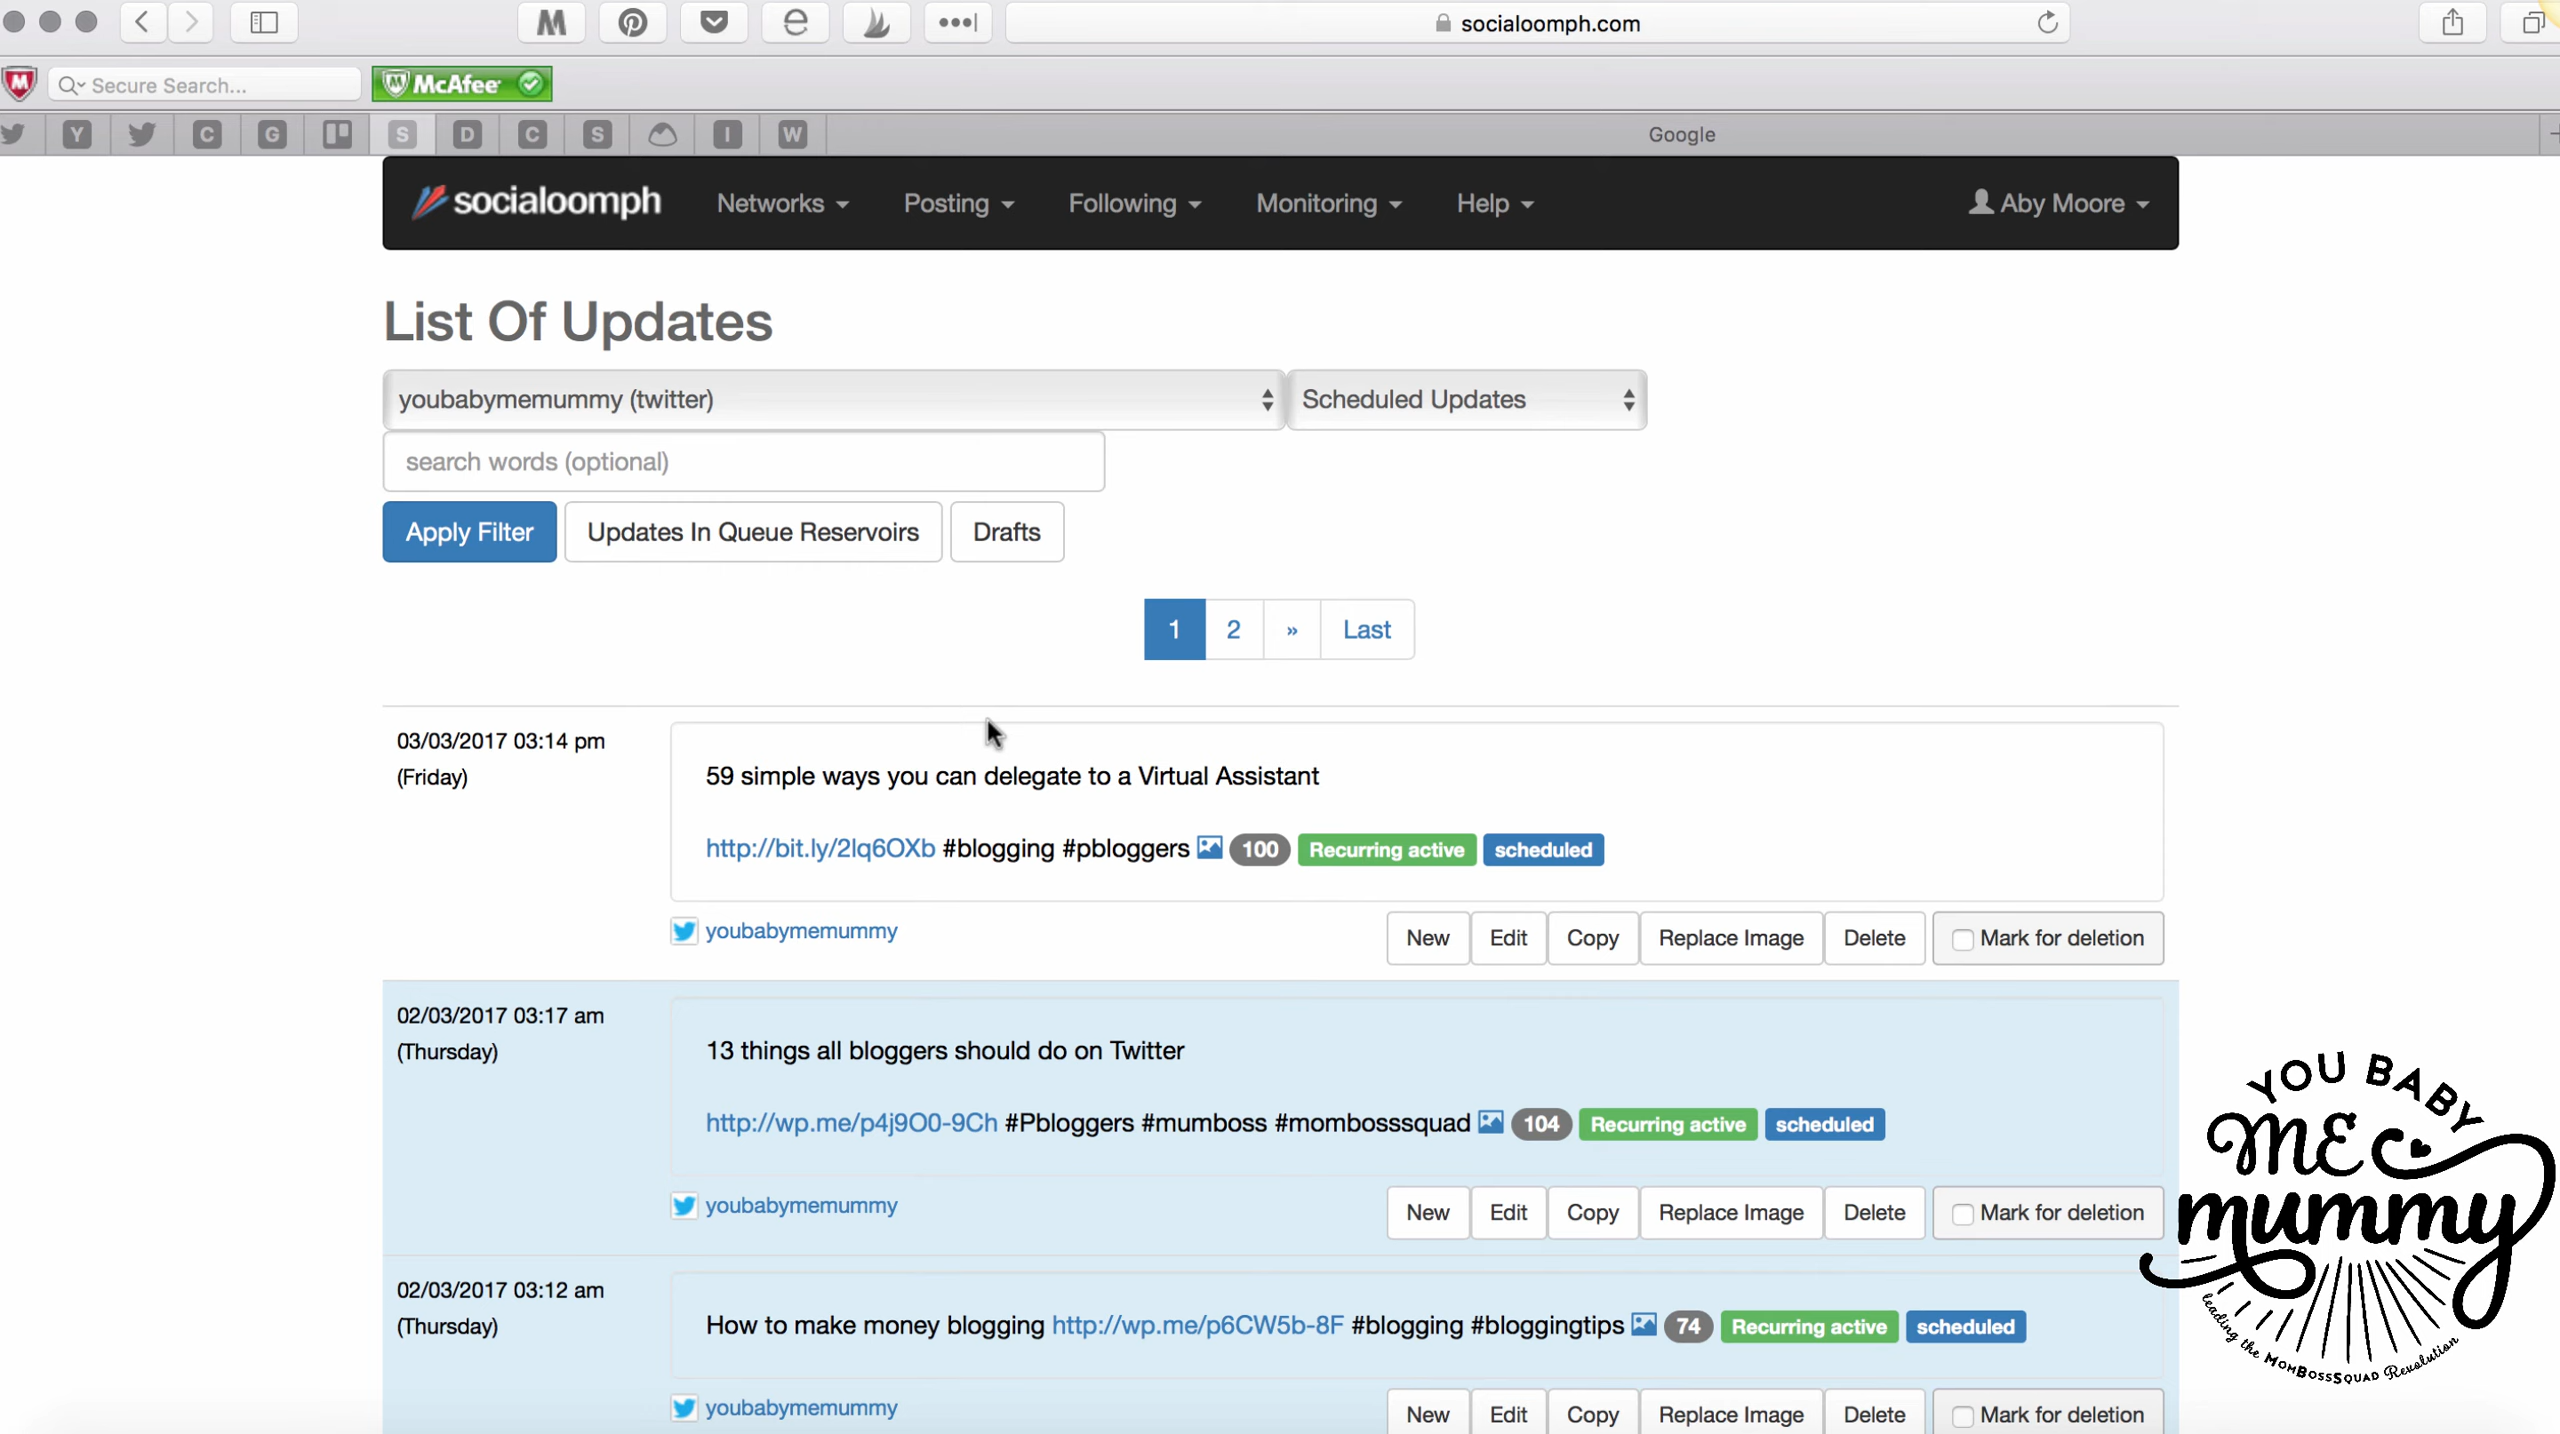 socialoomph.com
Secure Search...
McAfee
Y C G S D C S I W Google
socialoomph Networks Posting Following Monitoring Help Aby Moore
List Of Updates
youbabymemummy (twitter) Scheduled Updates
search words (optional)
Apply Filter Updates In Queue Reservoirs Drafts
1 2 » Last
03/03/2017 03:14 pm
(Friday)
59 simple ways you can delegate to a Virtual Assistant
http://bit.ly/2lq6OXb #blogging #pbloggers 100 Recurring active scheduled
youbabymemummy New Edit Copy Replace Image Delete Mark for deletion
02/03/2017 03:17 am
(Thursday)
13 things all bloggers should do on Twitter
http://wp.me/p4j9O0-9Ch #Pbloggers #mumboss #mombosssquad 104 Recurring active scheduled
youbabymemummy New Edit Copy Replace Image Delete Mark for deletion
02/03/2017 03:12 am
(Thursday)
How to make money blogging http://wp.me/p6CW5b-8F #blogging #bloggingtips 74 Recurring active scheduled
youbabymemummy New Edit Copy Replace Image Delete Mark for deletion
YOU BABY
ME
mummy
leading the MomBossSquad Revolution